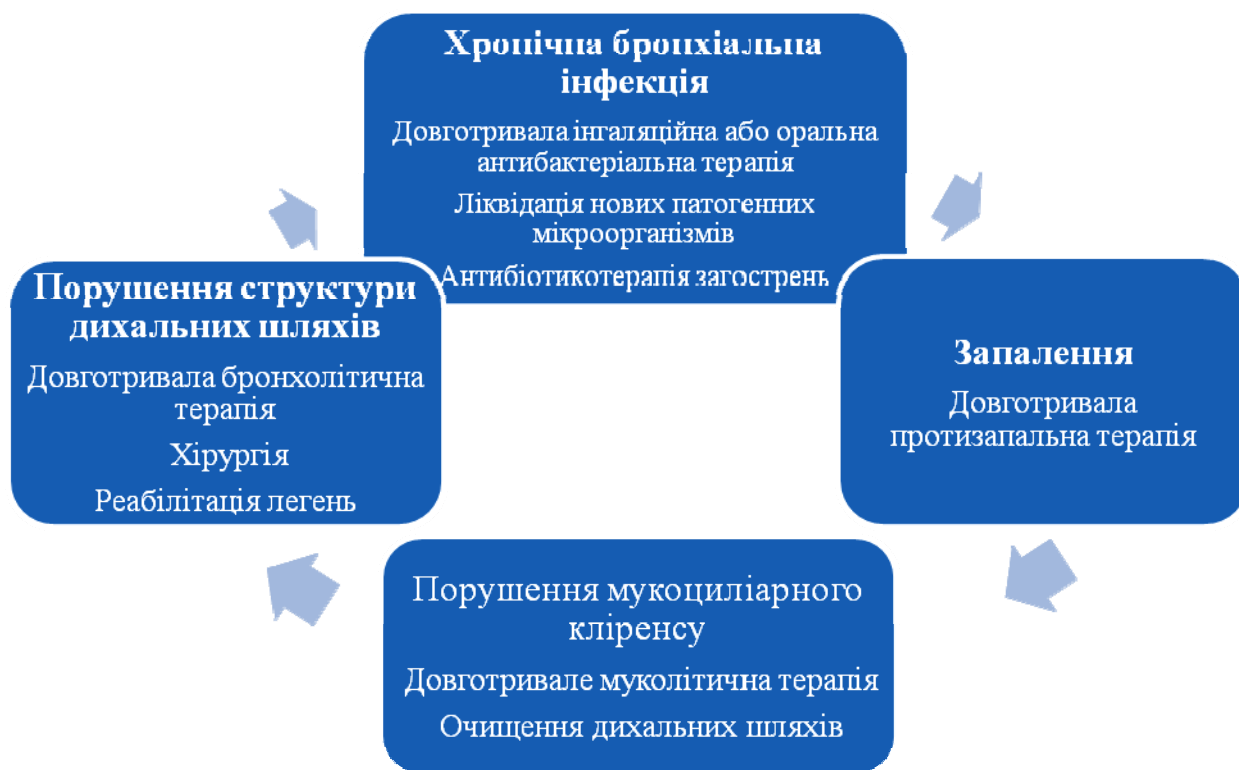 Хронічна бронхіальна
інфекція
Довготривала інгаляційна або оральна
антибактеріальна терапія
Ліквідація нових патогенних
мікроорганізмів
Антибіотикотерапія загострень
Запалення
Довготривала
протизапальна терапія
Порушення мукоциліарного
кліренсу
Довготривале муколітична терапія
Очищення дихальних шляхів
Порушення структури
дихальних шляхів
Довготривала бронхолітична
терапія
Хірургія
Реабілітація легень